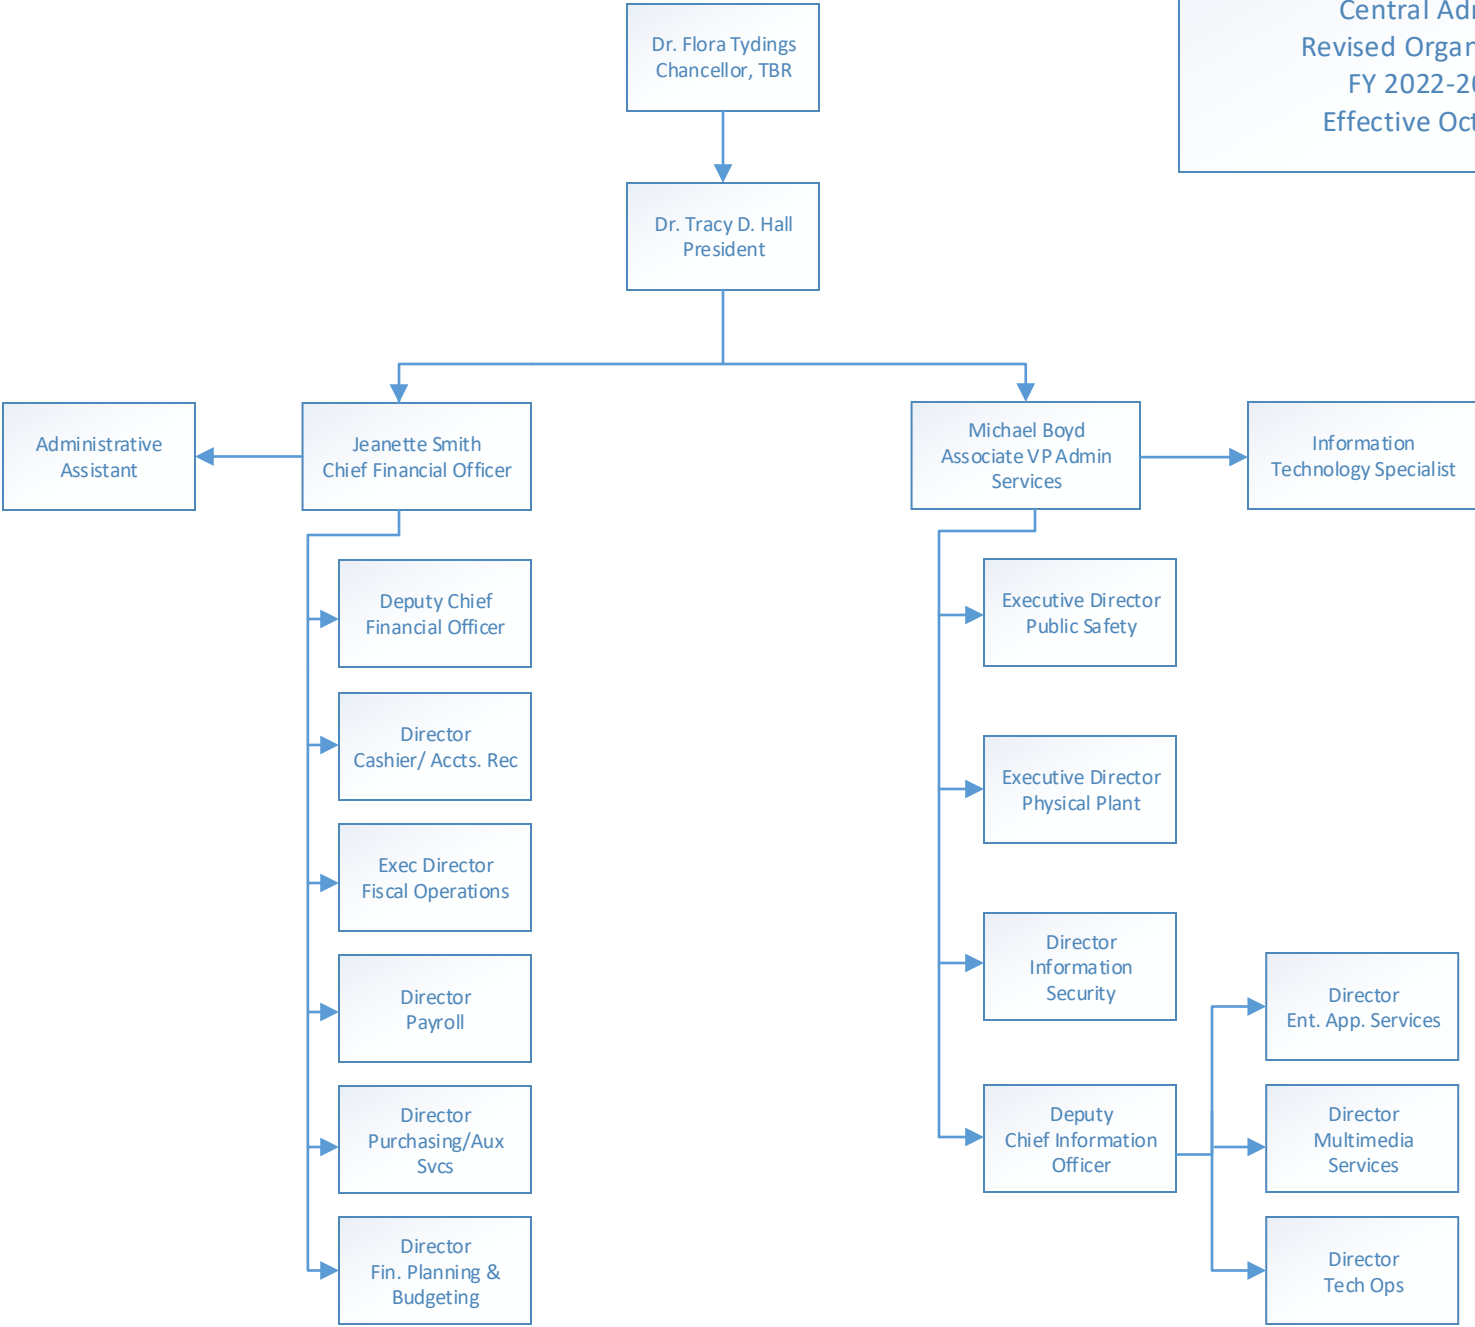 Dr. Flora Tydings
Chancellor, TBR
Central Adm
Revised Organ
FY 2022-20
Effective Oct
Dr. Tracy D. Hall
President
Administrative
Assistant
Jeanette Smith
Chief Financial Officer
Michael Boyd
Associate VP Admin
Services
Information
Technology Specialist
Deputy Chief
Financial Officer
Director
Cashier/ Accts. Rec
Exec Director
Fiscal Operations
Director
Payroll
Director
Purchasing/Aux
Svcs
Director
Fin. Planning &
Budgeting
Executive Director
Public Safety
Executive Director
Physical Plant
Director
Information
Security
Deputy
Chief Information
Officer
Director
Ent. App. Services
Director
Multimedia
Services
Director
Tech Ops